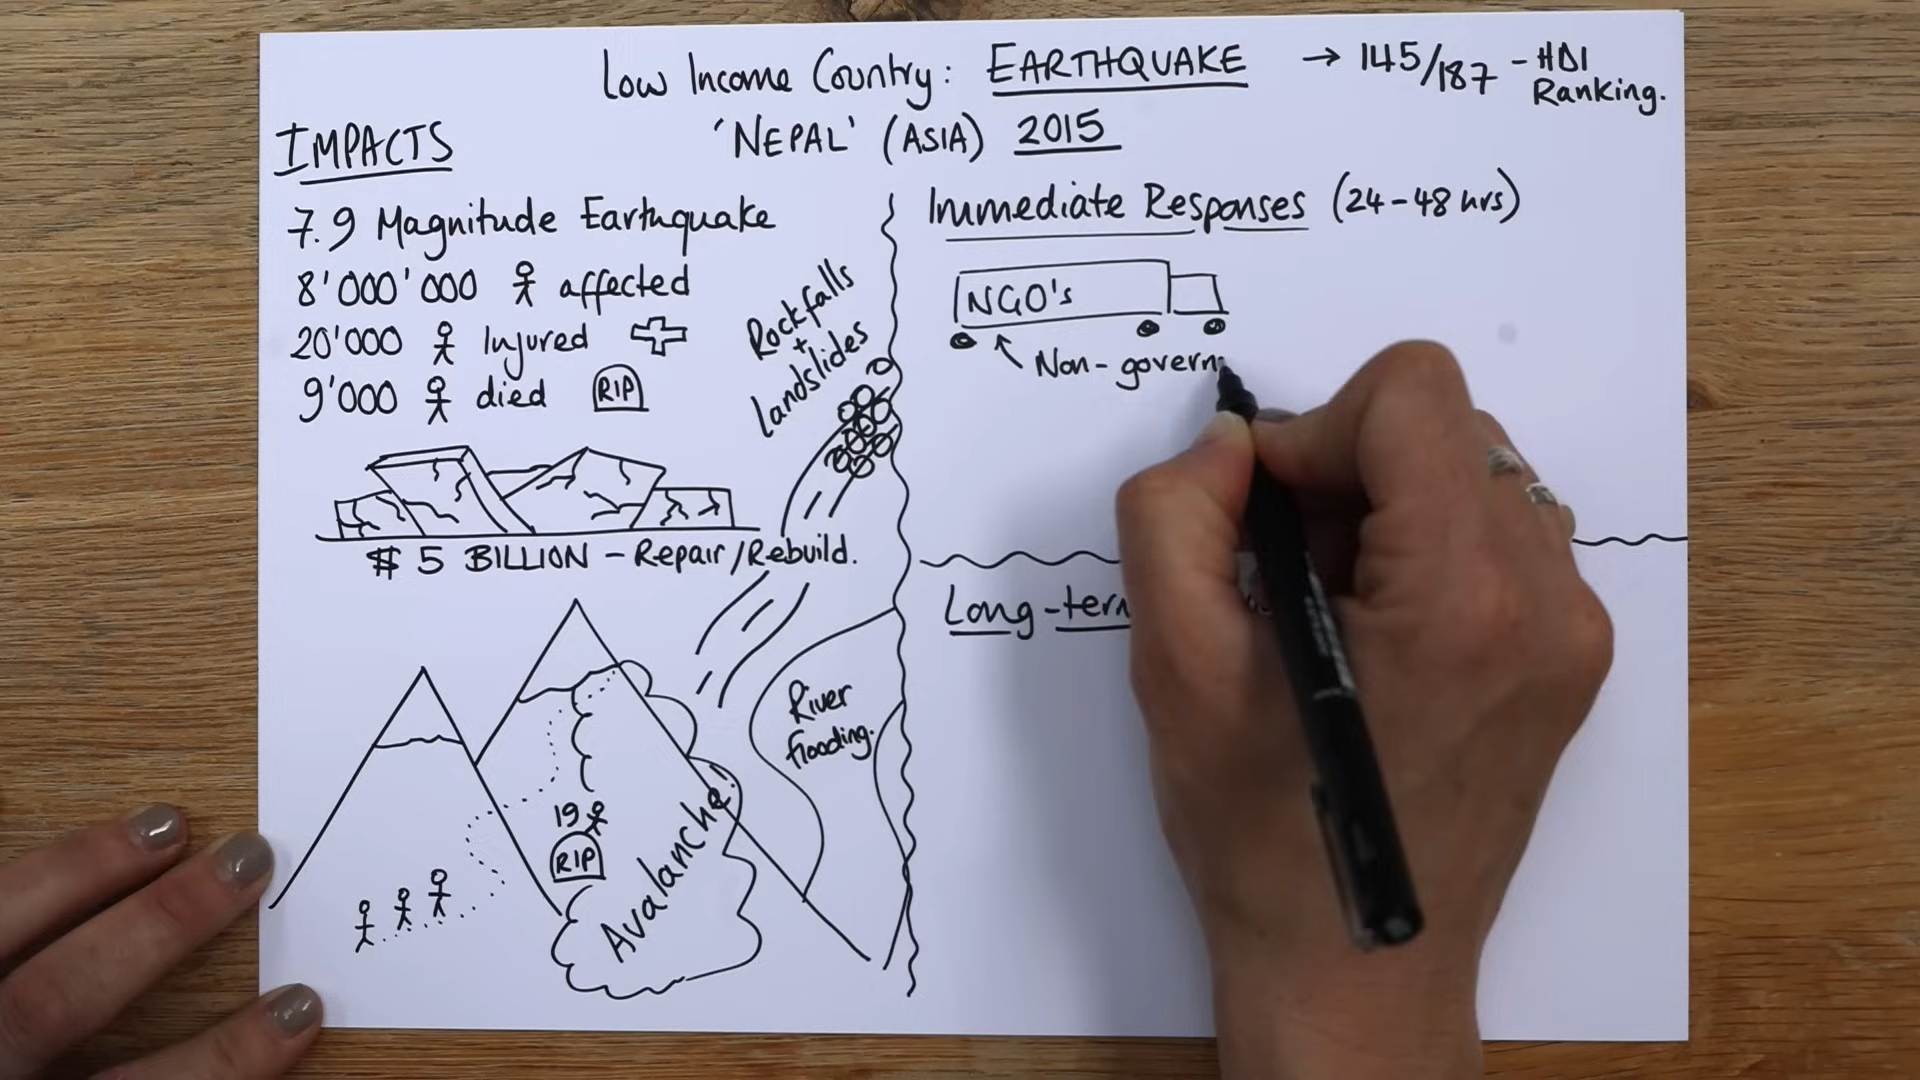 Low Income Country: EARTHQUAKE → 145/187 - HDI Ranking.
'NEPAL' (ASIA) 2015
IMPACTS
7.9 Magnitude Earthquake
8'000'000 affected
20'000 Injured
9'000 died RIP
$ 5 BILLION - Repair/Rebuild.
Rockfalls
+
Landslides
River
flooding.
19
RIP
Avalanche
Immediate Responses (24-48 hrs)
NGO's
Non-govern
Long-term